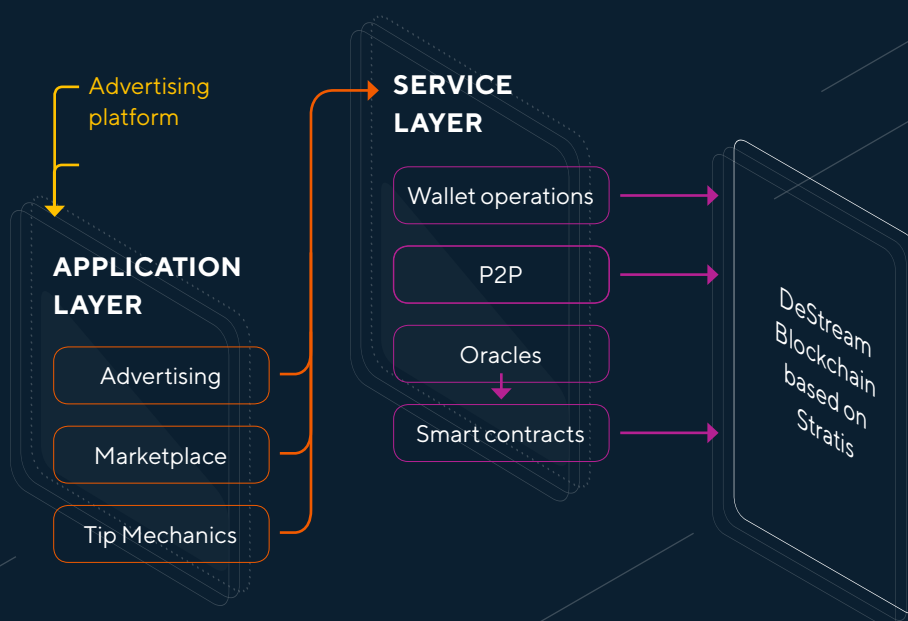 Advertising
platform
APPLICATION
LAYER
Advertising
Marketplace
Tip Mechanics
SERVICE
LAYER
Wallet operations
P2P
Oracles
Smart contracts
DeStream
Blockchain
based on
Stratis